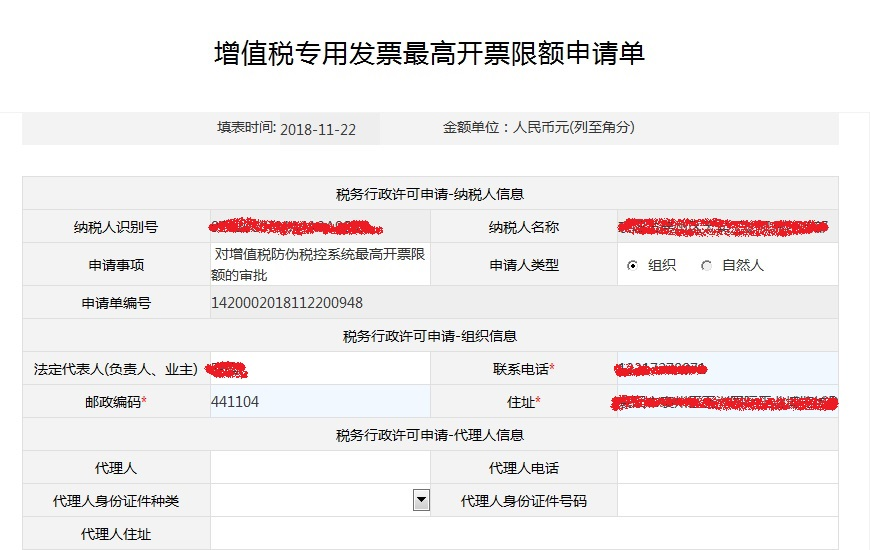 增值税专用发票最高开票限额申请单
填表时间: 2018-11-22 金额单位：人民币元(列至角分)
税务行政许可申请-纳税人信息
纳税人识别号 纳税人名称
申请事项 对增值税防伪税控系统最高开票限 申请人类型 组织 自然人
额的审批
申请单编号 1420002018112200948
税务行政许可申请-组织信息
法定代表人(负责人、业主) 联系电话*
邮政编码* 441104 住址*
税务行政许可申请-代理人信息
代理人 代理人电话
代理人身份证件种类 代理人身份证件号码
代理人住址